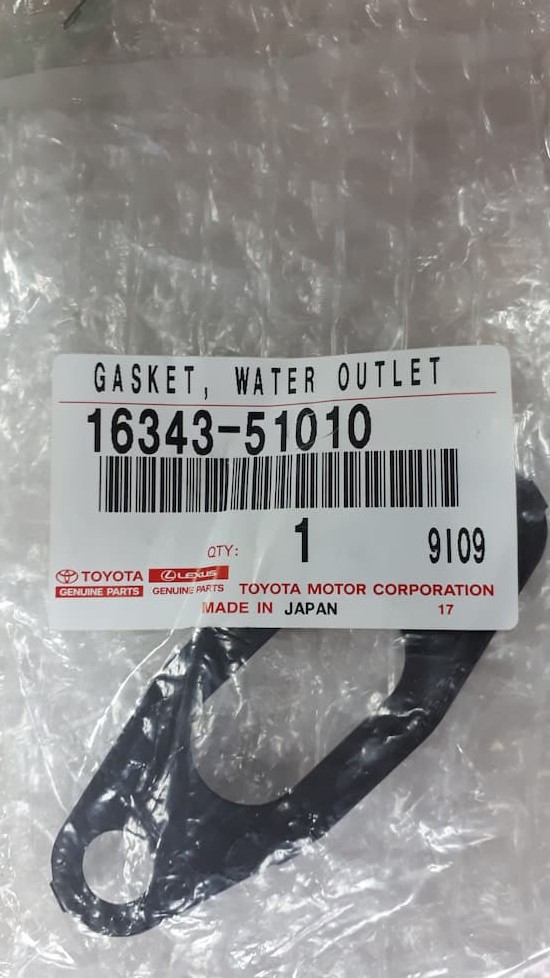 GASKET, WATER OUTLET
16343-51010
QTY: 1 9I09
TOYOTA LEXUS
GENUINE PARTS GENUINE PARTS TOYOTA MOTOR CORPORATION
MADE IN JAPAN 17